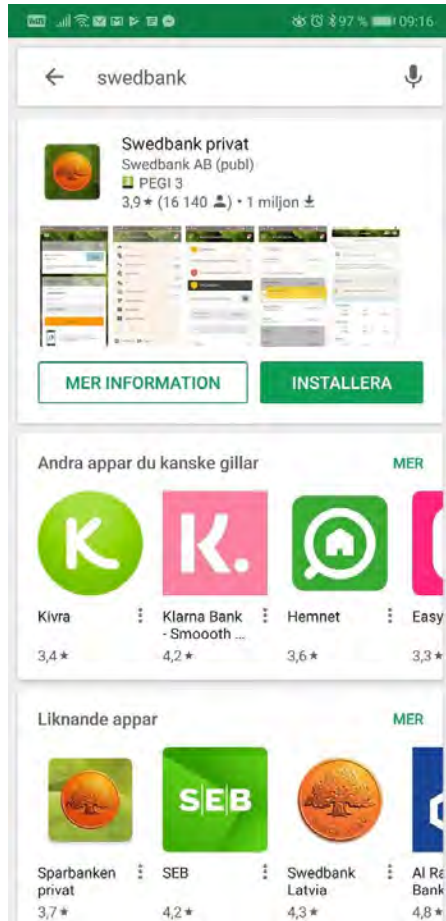 97 % 09:16
swedbank
Swedbank privat
Swedbank AB (publ)
PEGI 3
3,9 ★ (16 140 ) • 1 miljon
MER INFORMATION
INSTALLERA
Andra appar du kanske gillar
MER
K
K.
Kivra
Klarna Bank
- Smoooth ...
Hemnet
Easy
3,4 ★
4,2 ★
3,6 ★
3,3 ★
Liknande appar
MER
S|E|B
Sparbanken
privat
SEB
Swedbank
Latvia
Al Ra
Bank
3,7 ★
4,2 ★
4,3 ★
4,8 ★